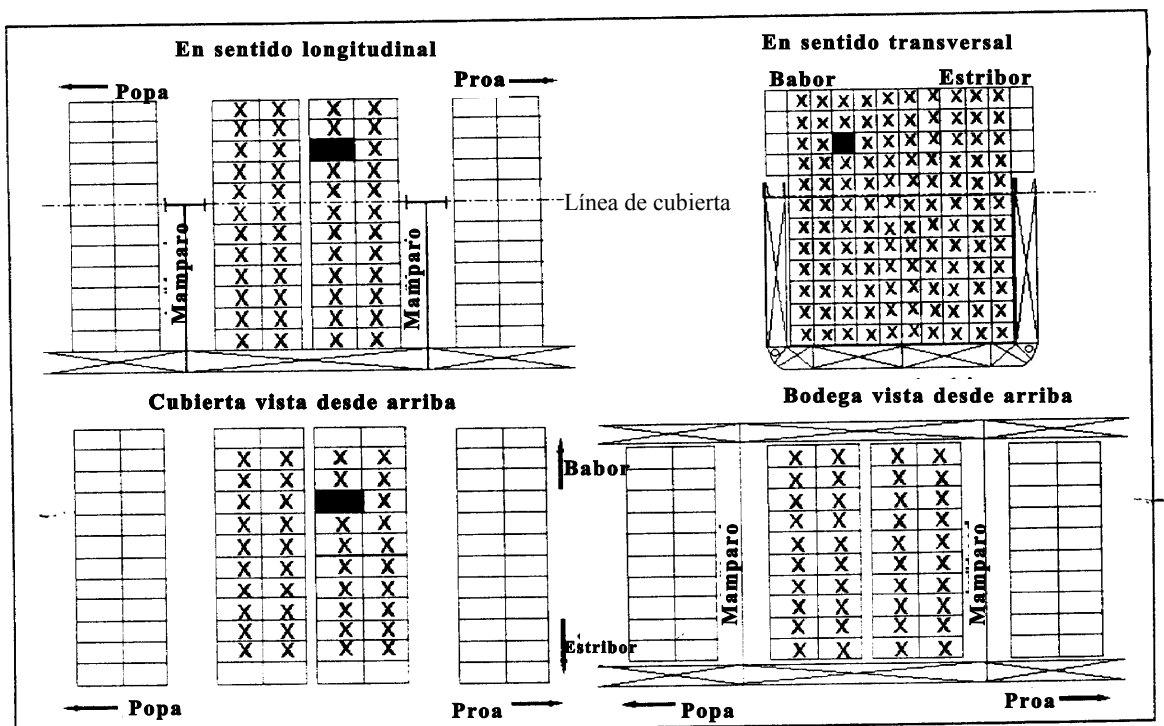 En sentido longitudinal
Popa
Proa
X X X X
X X X X
X X X
X X X X
X X X X
X X X X
X X X X
X X X X
X X X X
X X X X
X X X X
X X X X
Mamparo
Mamparo
Línea de cubierta
En sentido transversal
Babor
Estribor
X X X X X X X X X X
X X X X X X X X X X
X X X X X X X X X
X X X X X X X X X X
X X X X X X X X X X
X X X X X X X X X X
X X X X X X X X X X
X X X X X X X X X X
X X X X X X X X X X
X X X X X X X X X X
X X X X X X X X X X
X X X X X X X X X X
Cubierta vista desde arriba
X X X X
X X X X
X X X
X X X X
X X X X
X X X X
X X X X
X X X X
X X X X
X X X X
Babor
Estribor
Popa
Proa
Bodega vista desde arriba
X X X X
X X X X
X X X X
X X X X
X X X X
X X X X
X X X X
X X X X
X X X X
X X X X
Mamparo
Mamparo
Popa
Proa